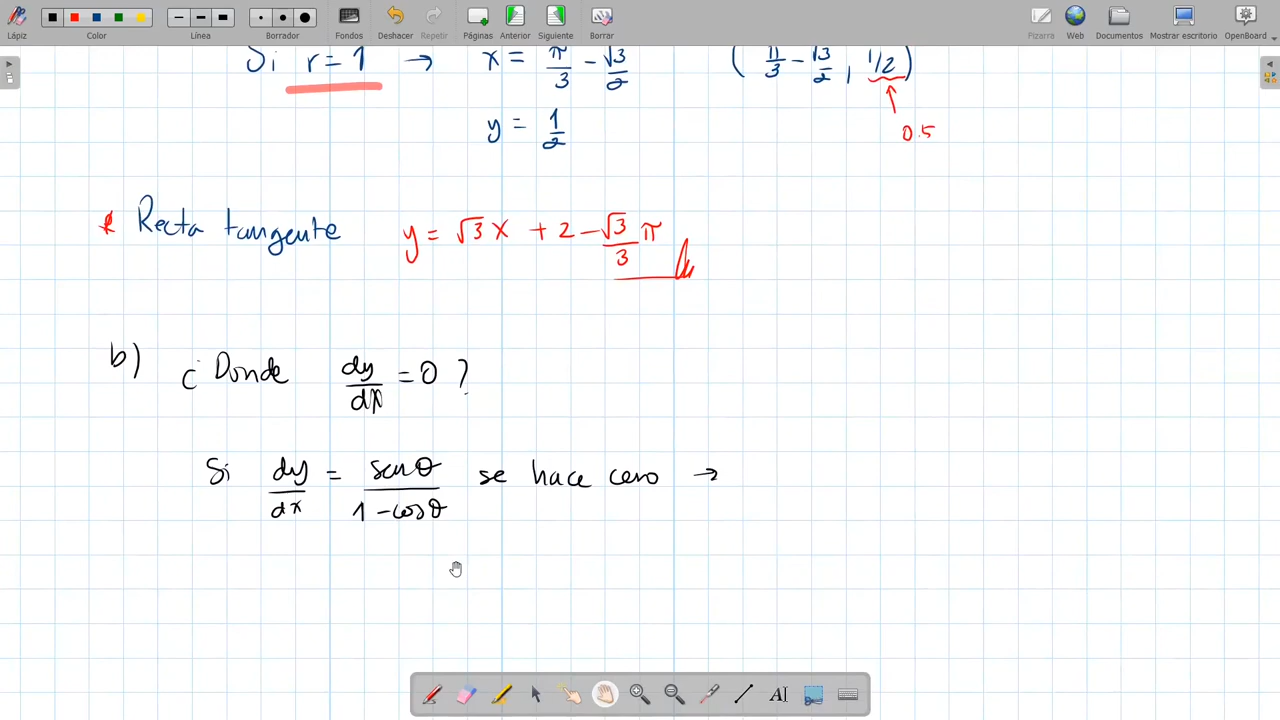 Lápiz Color Línea Borrador Fondos Deshacer Repetir Páginas Siguiente Borrar Pizarra Web Documentos Mostrar escritorio OpenBoard
Si r = 1 → x = π/3 - √3/2 ( π/3 - √3/2 , 1/2 )
y = 1/2 0.5
* Recta tangente y = √3 x + 2 - √3/3 π
b) ¿ Donde dy/dx = 0 ?
Si dy/dx = senθ/1 - cosθ se hace cero →
AI